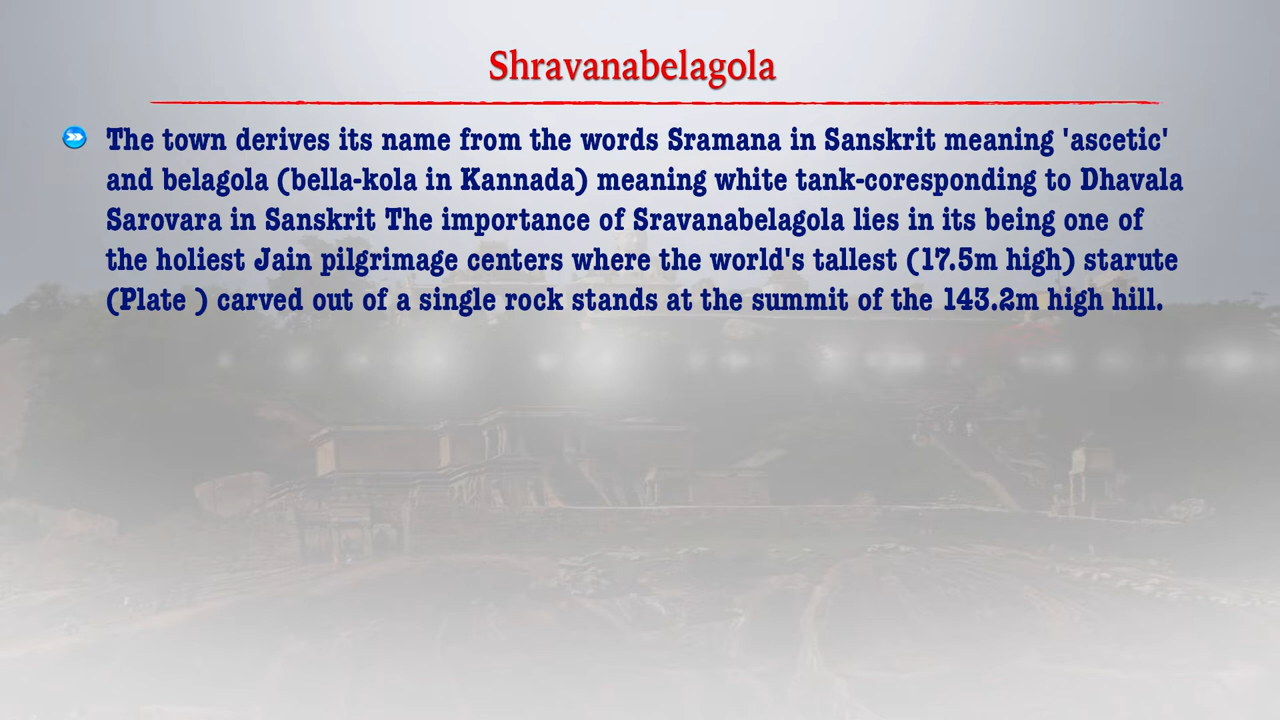 Shravanabelagola
The town derives its name from the words Sramana in Sanskrit meaning 'ascetic'
and belagola (bella-kola in Kannada) meaning white tank-coresponding to Dhavala
Sarovara in Sanskrit The importance of Sravanabelagola lies in its being one of
the holiest Jain pilgrimage centers where the world's tallest (17.5m high) starute
(Plate ) carved out of a single rock stands at the summit of the 143.2m high hill.